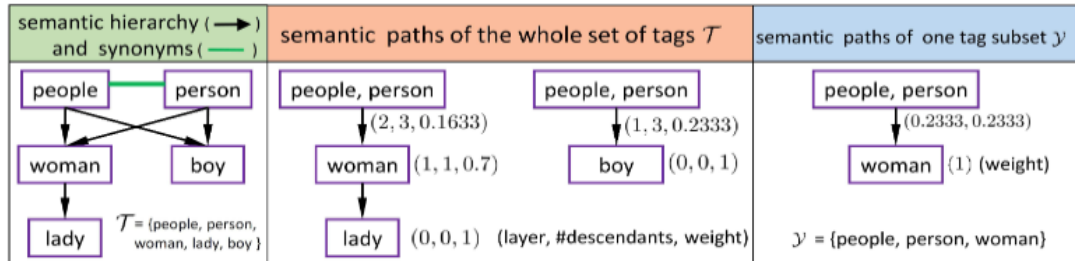 semantic hierarchy (→)
and synonyms (—)
people person
woman boy
lady
T = {people, person,
woman, lady, boy }
semantic paths of the whole set of tags T
people, person people, person
(2, 3, 0.1633) (1, 3, 0.2333)
woman (1, 1, 0.7) boy (0, 0, 1)
lady (0, 0, 1) (layer, #descendants, weight)
semantic paths of one tag subset y
people, person
(0.2333, 0.2333)
woman (1) (weight)
y = {people, person, woman}